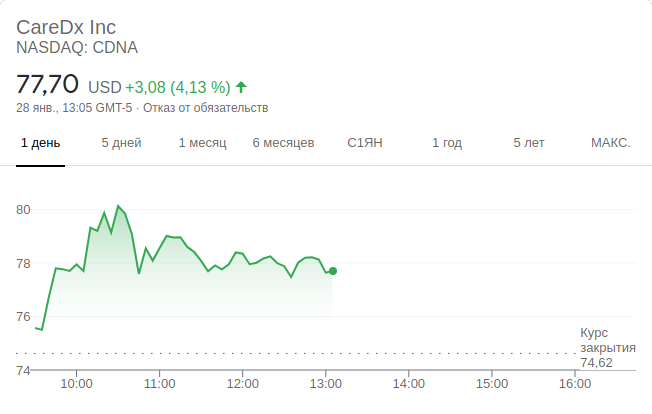 CareDx Inc
NASDAQ: CDNA
77,70 USD +3,08 (4,13 %)
28 янв., 13:05 GMT-5 · Отказ от обязательств
1 день 5 дней 1 месяц 6 месяцев С1ЯН 1 год 5 лет МАКС.
80
78
76
Курс
закрытия
74,62
74
10:00 11:00 12:00 13:00 14:00 15:00 16:00